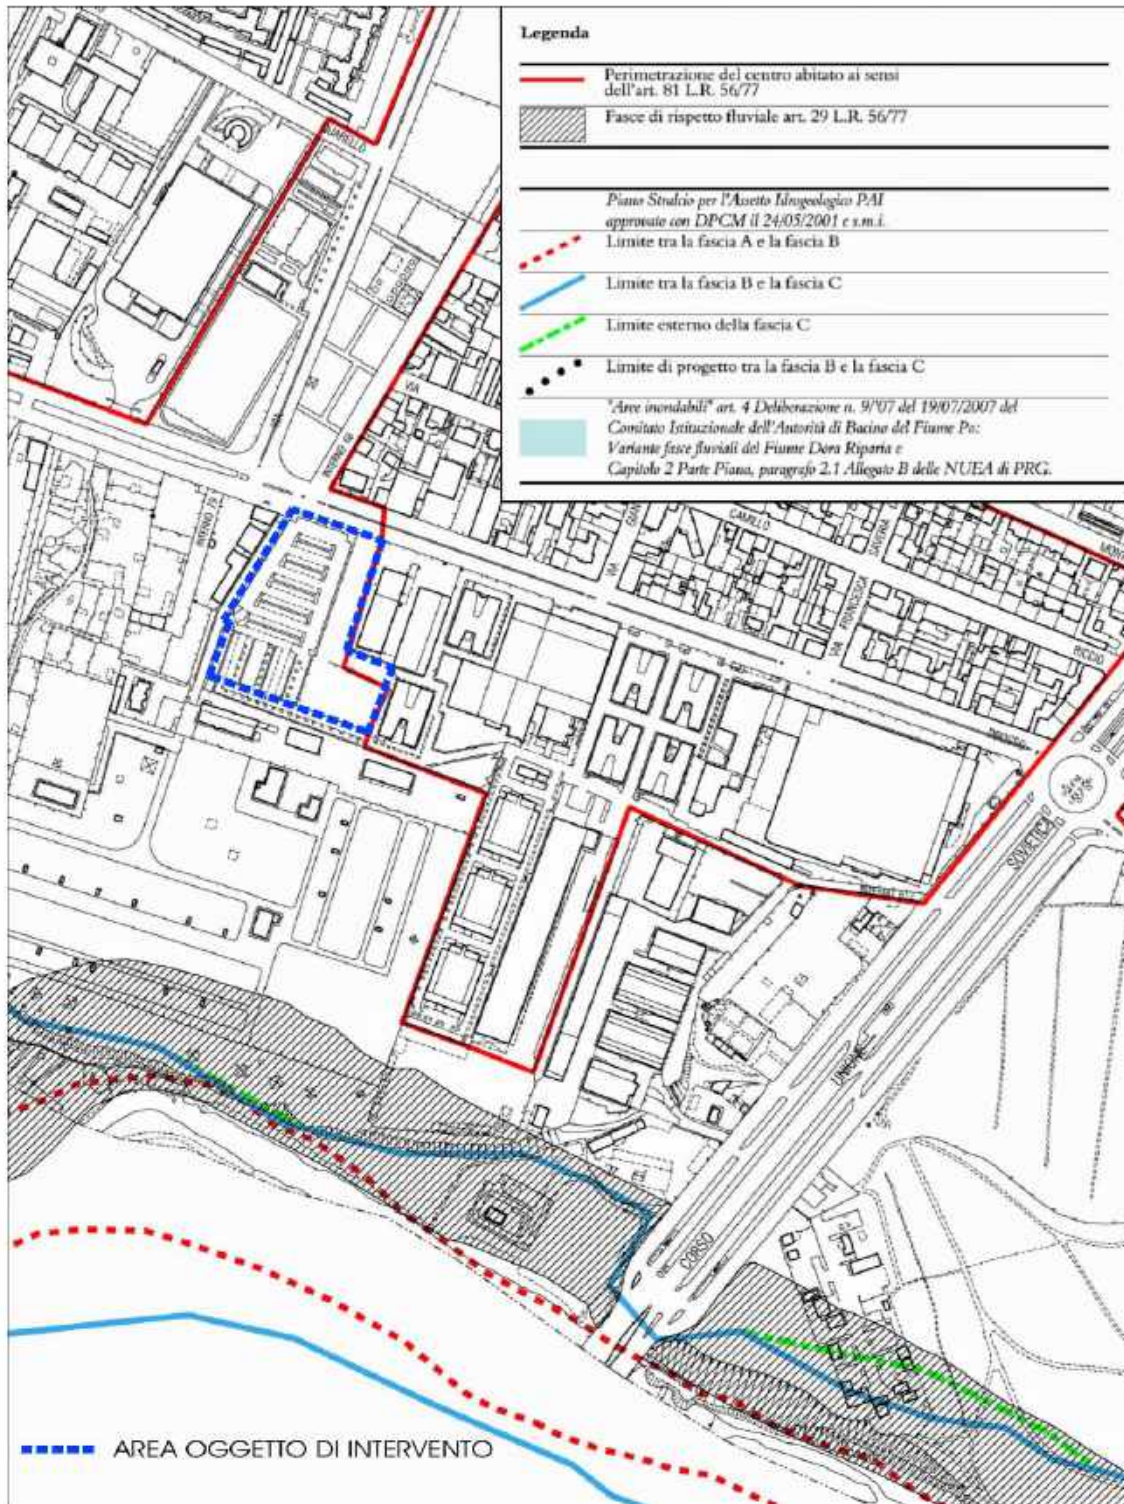 Legenda
Perimetrazione del centro abitato ai sensi
dell'art. 81 L.R. 56/77
Fasce di rispetto fluviale art. 29 L.R. 56/77
Piano Stralcio per l'Assetto Idrogeologico PAI
approvato con DPCM il 24/05/2001 e s.m.i.
Limite tra la fascia A e la fascia B
Limite tra la fascia B e la fascia C
Limite esterno della fascia C
Limite di progetto tra la fascia B e la fascia C
"Aree inondabili" art. 4 Deliberazione n. 9/'07 del 19/07/2007 del
Comitato Istituzionale dell'Autorità di Bacino del Fiume Po:
Variante fasce fluviali del Fiume Dora Riparia e
Capitolo 2 Parte Piana, paragrafo 2.1 Allegato B delle NUEA di PRG.
VIA
VIA
CAMILLO
VIA
RICCIO
SOVIETICA
CORSO
AREA OGGETTO DI INTERVENTO